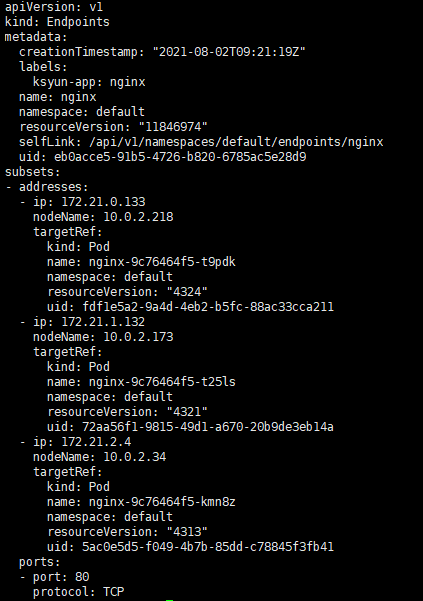 apiVersion: v1
kind: Endpoints
metadata:
  creationTimestamp: "2021-08-02T09:21:19Z"
  labels:
    ksyun-app: nginx
  name: nginx
  namespace: default
  resourceVersion: "11846974"
  selfLink: /api/v1/namespaces/default/endpoints/nginx
  uid: eb0acce5-91b5-4726-b820-6785ac5e28d9
subsets:
- addresses:
  - ip: 172.21.0.133
    nodeName: 10.0.2.218
    targetRef:
      kind: Pod
      name: nginx-9c76464f5-t9pdk
      namespace: default
      resourceVersion: "4324"
      uid: fdf1e5a2-9a4d-4eb2-b5fc-88ac33cca211
  - ip: 172.21.1.132
    nodeName: 10.0.2.173
    targetRef:
      kind: Pod
      name: nginx-9c76464f5-t25ls
      namespace: default
      resourceVersion: "4321"
      uid: 72aa56f1-9815-49d1-a670-20b9de3eb14a
  - ip: 172.21.2.4
    nodeName: 10.0.2.34
    targetRef:
      kind: Pod
      name: nginx-9c76464f5-kmn8z
      namespace: default
      resourceVersion: "4313"
      uid: 5ac0e5d5-f049-4b7b-85dd-c78845f3fb41
  ports:
  - port: 80
    protocol: TCP